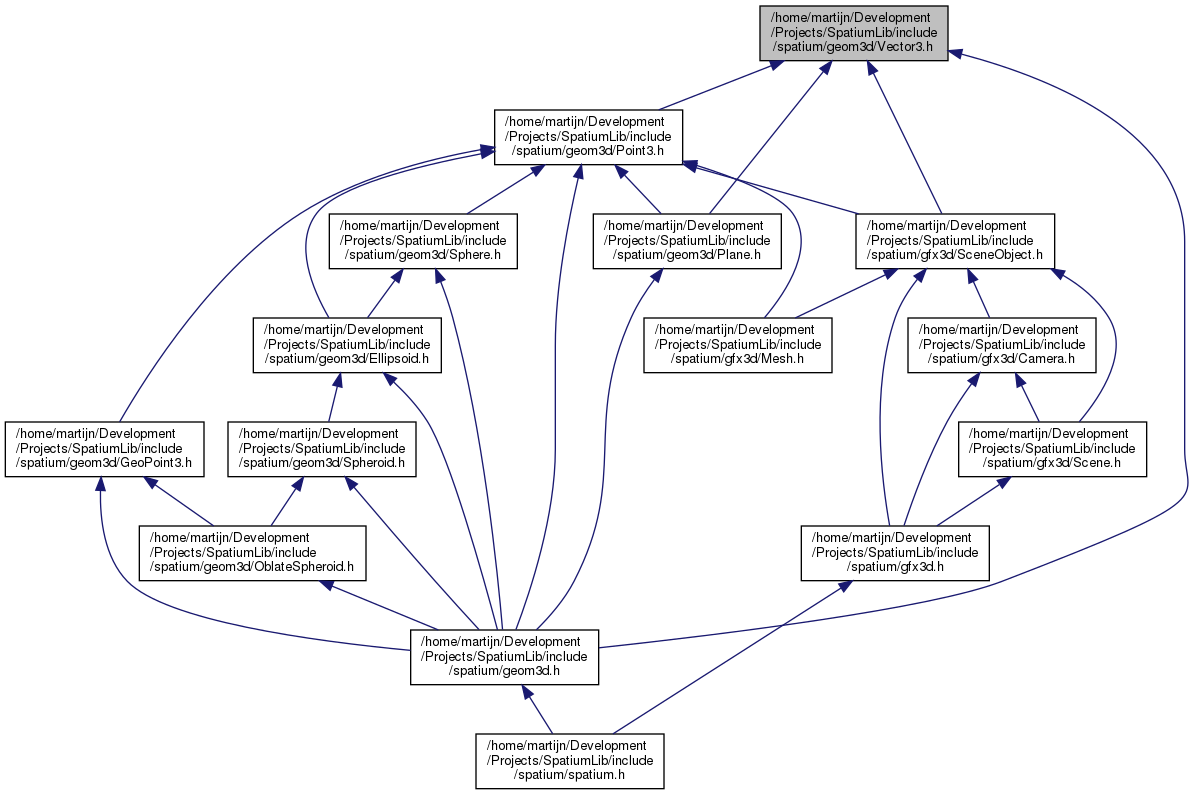 /home/martijn/Development
/Projects/SpatiumLib/include
/spatium/geom3d/Vector3.h
/home/martijn/Development
/Projects/SpatiumLib/include
/spatium/geom3d/Point3.h
/home/martijn/Development
/Projects/SpatiumLib/include
/spatium/geom3d/Sphere.h
/home/martijn/Development
/Projects/SpatiumLib/include
/spatium/geom3d/Plane.h
/home/martijn/Development
/Projects/SpatiumLib/include
/spatium/gfx3d/SceneObject.h
/home/martijn/Development
/Projects/SpatiumLib/include
/spatium/geom3d/Ellipsoid.h
/home/martijn/Development
/Projects/SpatiumLib/include
/spatium/gfx3d/Mesh.h
/home/martijn/Development
/Projects/SpatiumLib/include
/spatium/gfx3d/Camera.h
/home/martijn/Development
/Projects/SpatiumLib/include
/spatium/geom3d/GeoPoint3.h
/home/martijn/Development
/Projects/SpatiumLib/include
/spatium/geom3d/Spheroid.h
/home/martijn/Development
/Projects/SpatiumLib/include
/spatium/gfx3d/Scene.h
/home/martijn/Development
/Projects/SpatiumLib/include
/spatium/geom3d/OblateSpheroid.h
/home/martijn/Development
/Projects/SpatiumLib/include
/spatium/gfx3d.h
/home/martijn/Development
/Projects/SpatiumLib/include
/spatium/geom3d.h
/home/martijn/Development
/Projects/SpatiumLib/include
/spatium/spatium.h